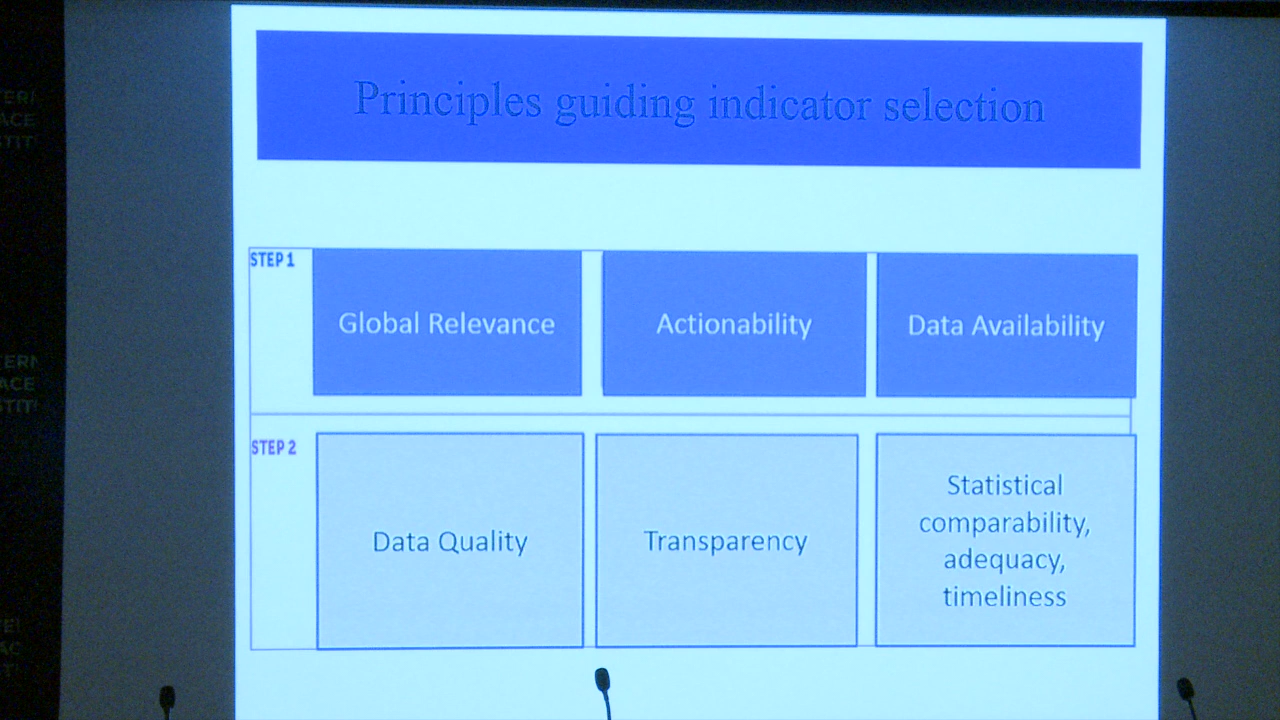 Principles guiding indicator selection
STEP 1
Global Relevance
Actionability
Data Availability
STEP 2
Data Quality
Transparency
Statistical
comparability,
adequacy,
timeliness